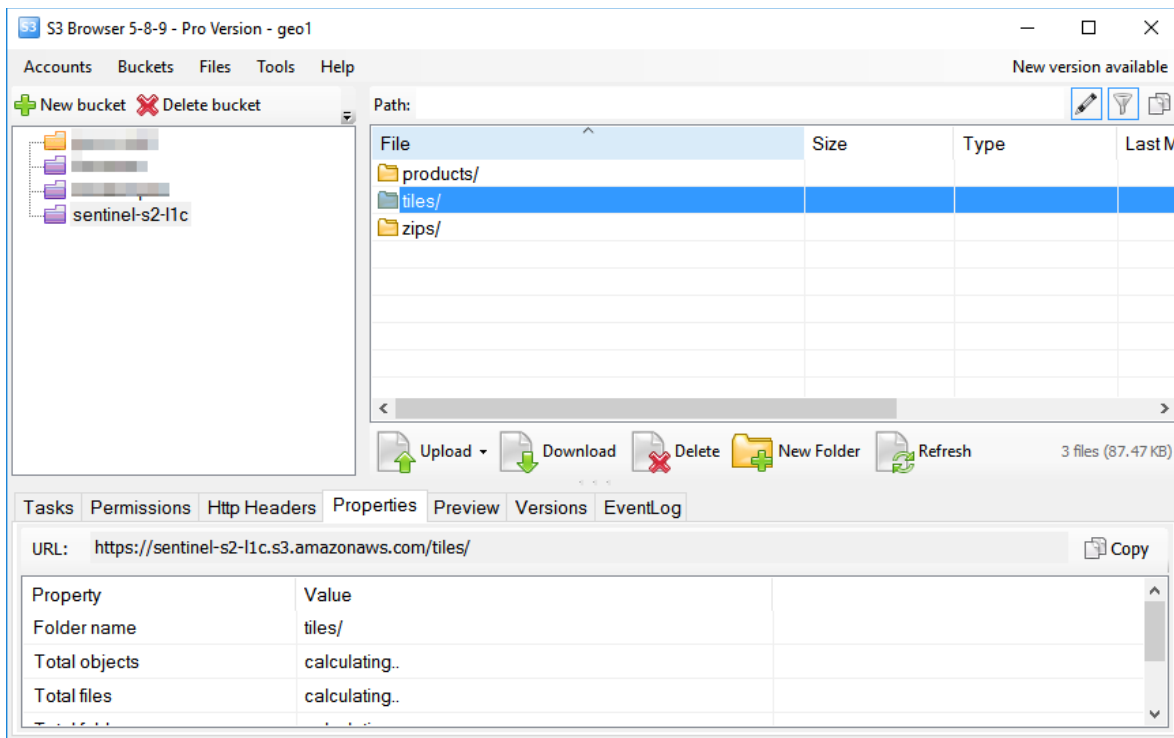 S3 S3 Browser 5-8-9 - Pro Version - geo1
Accounts Buckets Files Tools Help New version available
New bucket Delete bucket
Path:
sentinel-s2-l1c
File Size Type Last M
products/
tiles/
zips/
Upload Download Delete New Folder Refresh 3 files (87.47 KB)
Tasks Permissions Http Headers Properties Preview Versions EventLog
URL: https://sentinel-s2-l1c.s3.amazonaws.com/tiles/ Copy
Property Value
Folder name tiles/
Total objects calculating..
Total files calculating..